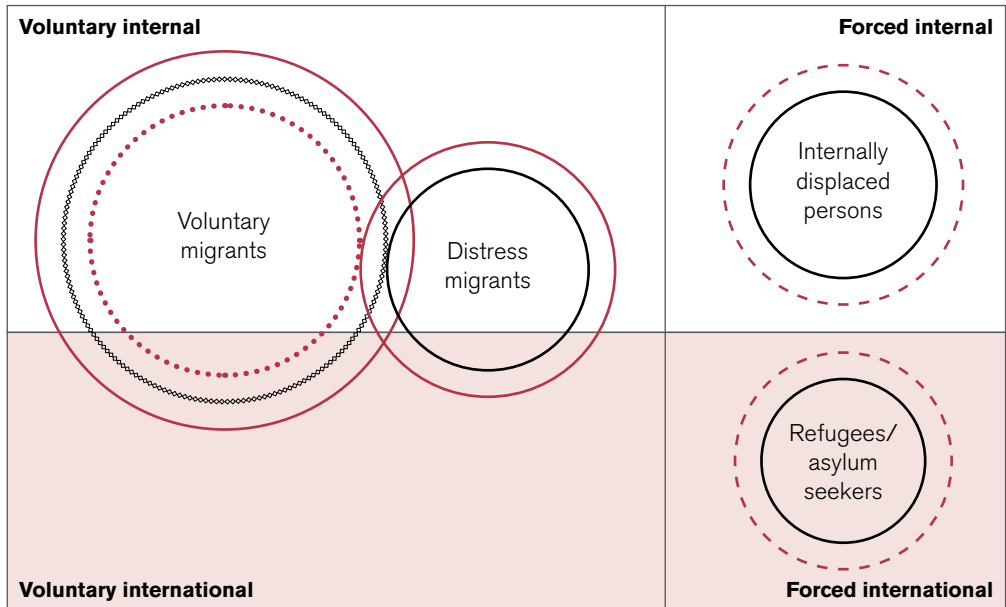 Voluntary internal
Forced internal
Voluntary
migrants
Distress
migrants
Internally
displaced
persons
Refugees/
asylum
seekers
Voluntary international
Forced international